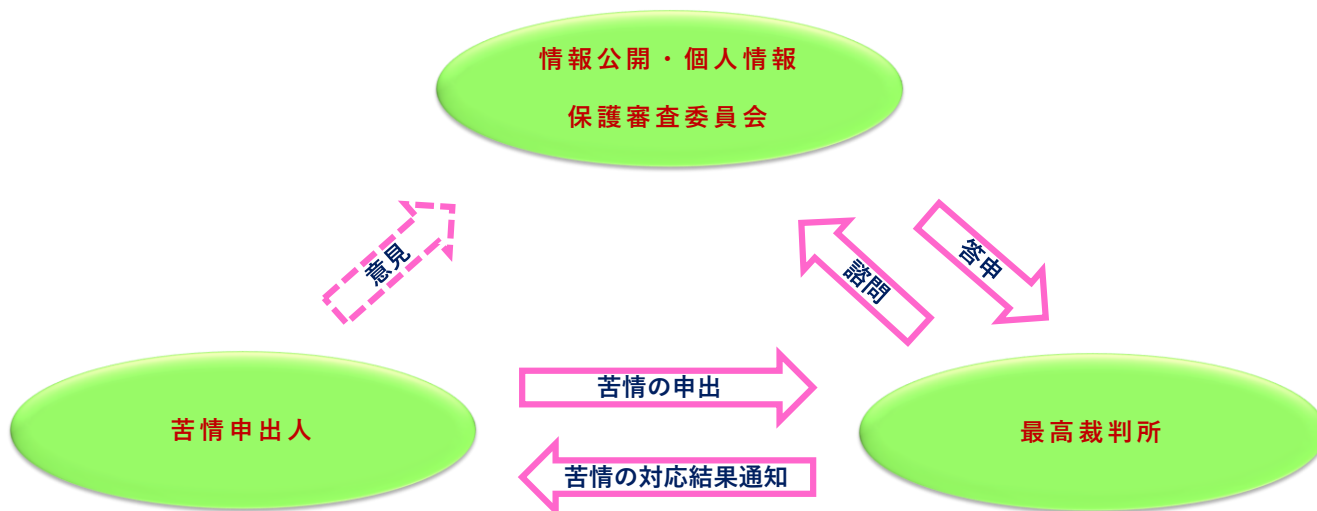 情報公開・個人情報
保護審査委員会
意見
諮問
答申
苦情の申出
苦情申出人
最高裁判所
苦情の対応結果通知